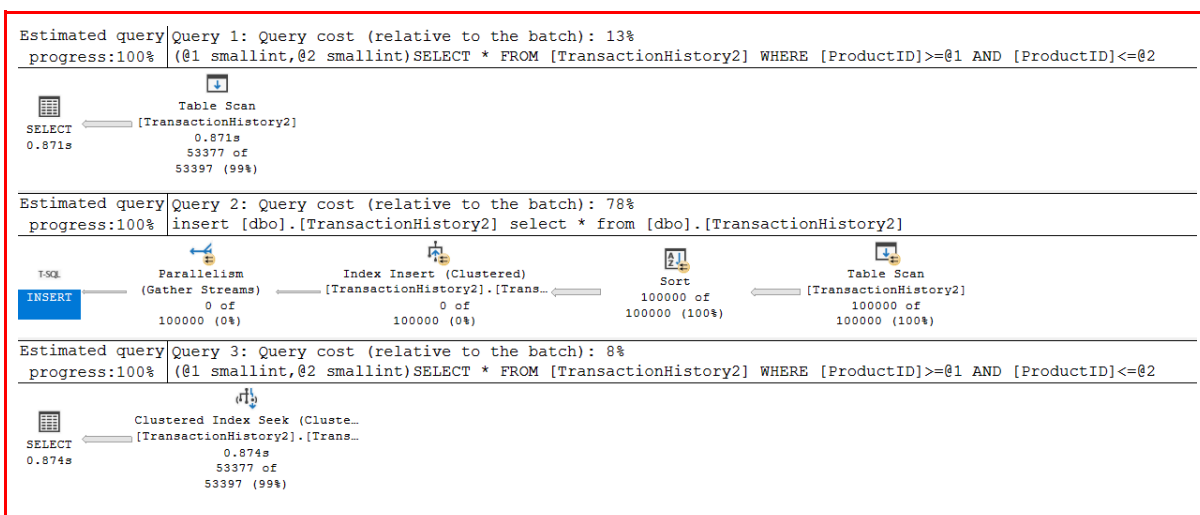 Estimated query Query 1: Query cost (relative to the batch): 13%
progress:100% (@1 smallint,@2 smallint)SELECT * FROM [TransactionHistory2] WHERE [ProductID]>=@1 AND [ProductID]<=@2
SELECT
0.871s
Table Scan
[TransactionHistory2]
0.871s
53377 of
53397 (99%)
Estimated query Query 2: Query cost (relative to the batch): 78%
progress:100% insert [dbo].[TransactionHistory2] select * from [dbo].[TransactionHistory2]
T-SQL
INSERT
Parallelism
(Gather Streams)
0 of
100000 (0%)
Index Insert (Clustered)
[TransactionHistory2].[Trans…
0 of
100000 (0%)
Sort
100000 of
100000 (100%)
Table Scan
[TransactionHistory2]
100000 of
100000 (100%)
Estimated query Query 3: Query cost (relative to the batch): 8%
progress:100% (@1 smallint,@2 smallint)SELECT * FROM [TransactionHistory2] WHERE [ProductID]>=@1 AND [ProductID]<=@2
SELECT
0.874s
Clustered Index Seek (Cluste…
[TransactionHistory2].[Trans…
0.874s
53377 of
53397 (99%)